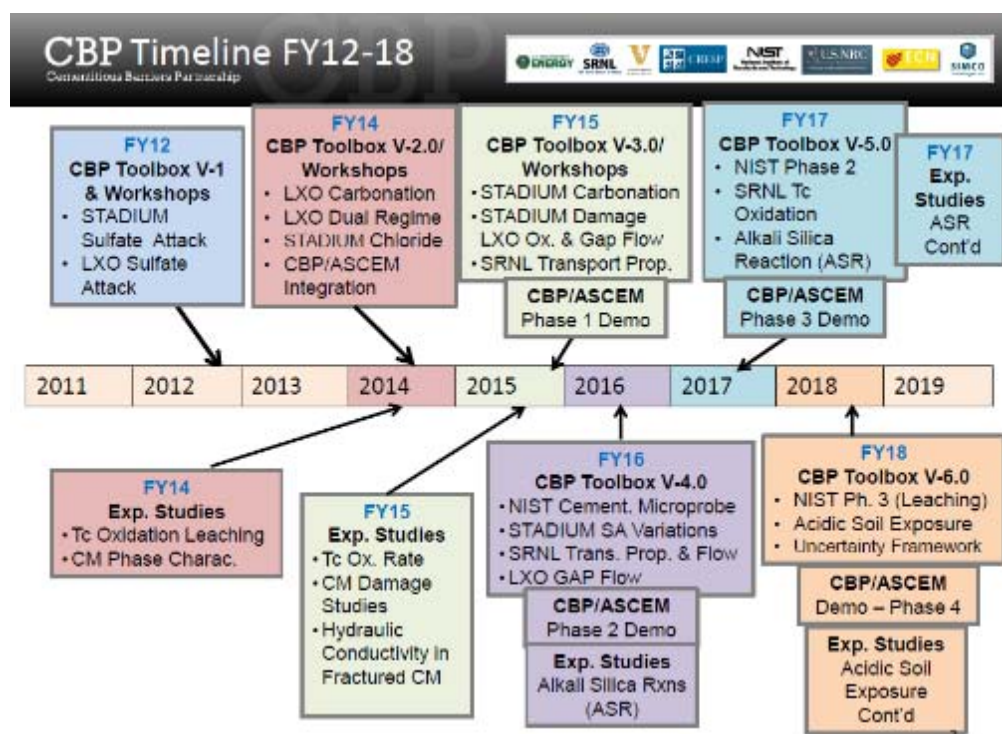 CBP Timeline FY12-18
Cementitious Barriers Partnership
ENERGY
SRNL
V
CRESP
NIST
U.S.NRC
ECN
SIMCO
FY12
CBP Toolbox V-1
& Workshops
• STADIUM
Sulfate Attack
• LXO Sulfate
Attack
FY14
CBP Toolbox V-2.0/
Workshops
• LXO Carbonation
• LXO Dual Regime
• STADIUM Chloride
• CBP/ASCEM
Integration
FY15
CBP Toolbox V-3.0/
Workshops
• STADIUM Carbonation
• STADIUM Damage
LXO Ox. & Gap Flow
• SRNL Transport Prop.
CBP/ASCEM
Phase 1 Demo
FY17
CBP Toolbox V-5.0
• NIST Phase 2
• SRNL Tc
Oxidation
• Alkali Silica
Reaction (ASR)
CBP/ASCEM
Phase 3 Demo
FY17
Exp.
Studies
ASR
Cont'd
2011 2012 2013 2014 2015 2016 2017 2018 2019
FY14
Exp. Studies
• Tc Oxidation Leaching
• CM Phase Charac.
FY15
Exp. Studies
• Tc Ox. Rate
• CM Damage
Studies
• Hydraulic
Conductivity in
Fractured CM
FY16
CBP Toolbox V-4.0
• NIST Cement. Microprobe
• STADIUM SA Variations
• SRNL Trans. Prop. & Flow
• LXO GAP Flow
CBP/ASCEM
Phase 2 Demo
Exp. Studies
Alkali Silica Rxns
(ASR)
FY18
CBP Toolbox V-6.0
• NIST Ph. 3 (Leaching)
• Acidic Soil Exposure
• Uncertainty Framework
CBP/ASCEM
Demo – Phase 4
Exp. Studies
Acidic Soil
Exposure
Cont'd